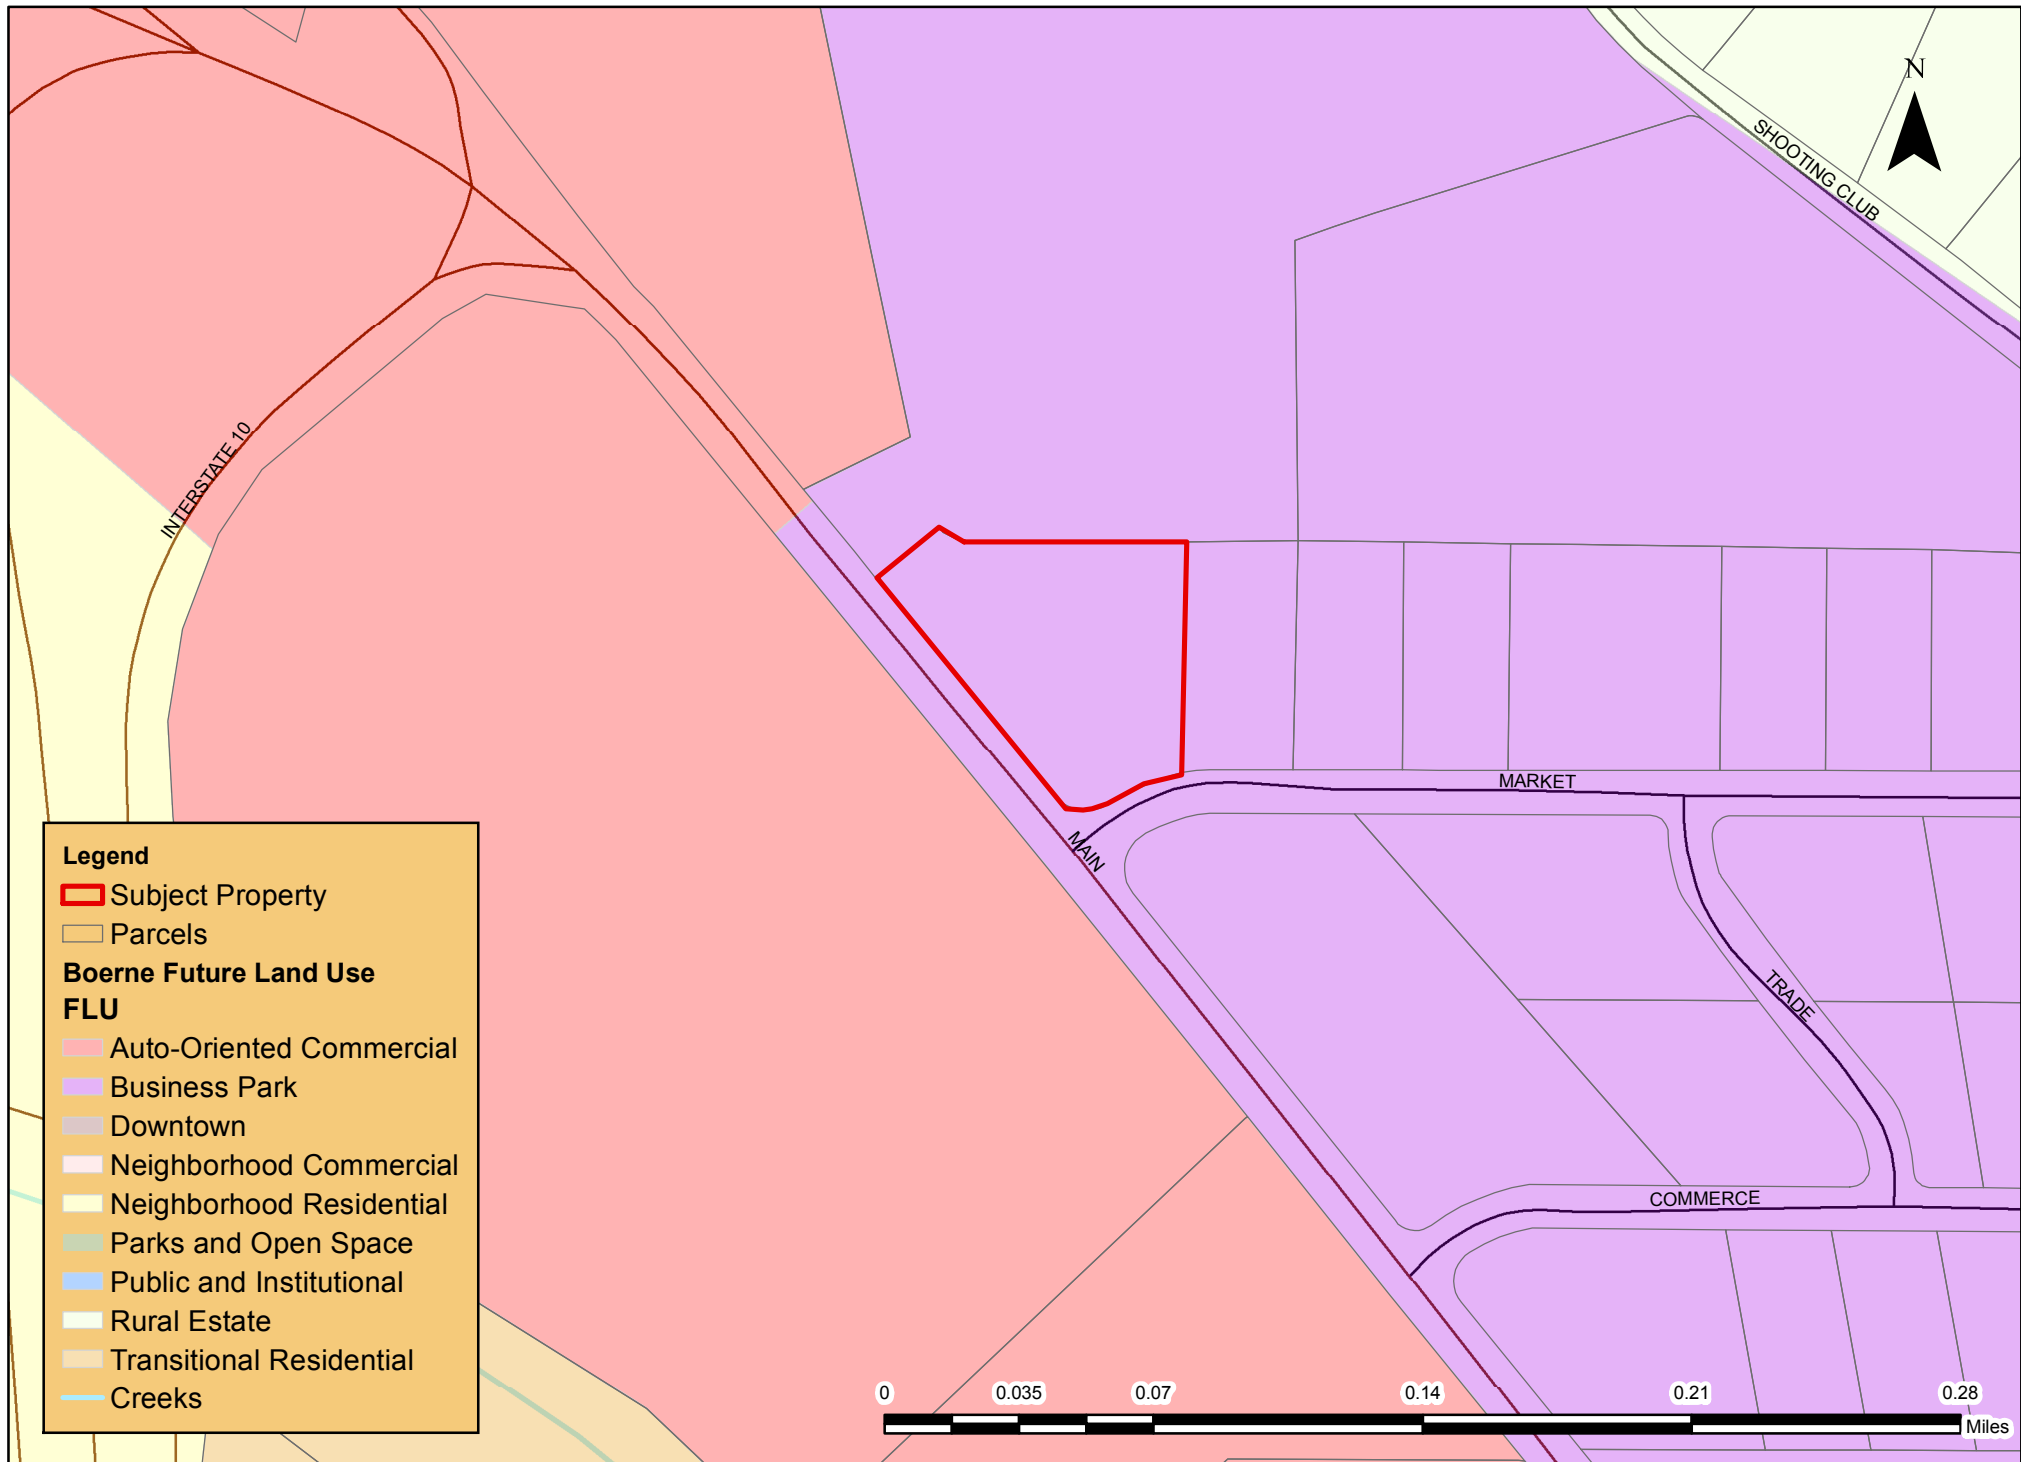 N
SHOOTING CLUB
INTERSTATE 10
MARKET
MAIN
TRADE
COMMERCE
Legend
Subject Property
Parcels
Boerne Future Land Use
FLU
Auto-Oriented Commercial
Business Park
Downtown
Neighborhood Commercial
Neighborhood Residential
Parks and Open Space
Public and Institutional
Rural Estate
Transitional Residential
Creeks
0 0.035 0.07 0.14 0.21 0.28
Miles